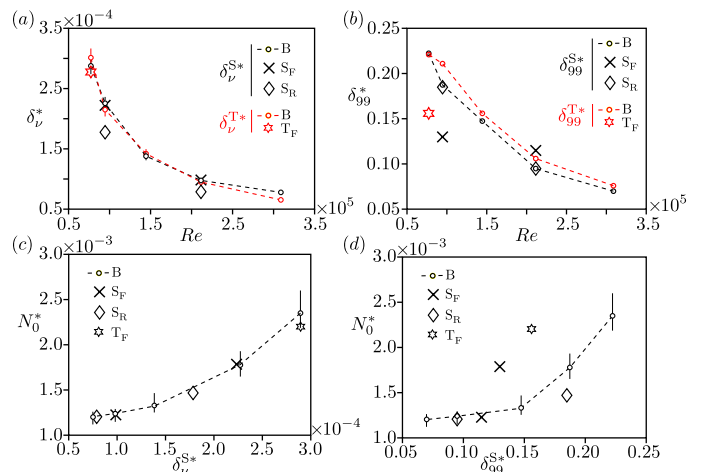 (a)
×10⁻⁴
3.5
2.5
1.5
0.5
δ_ν^*
B
S_F
S_R
δ_ν^{S*}
B
T_F
δ_ν^{T*}
0.5 1.5 2.5 3.5
×10⁵
Re
(b)
0.25
0.20
0.15
0.10
0.05
δ_99^*
B
S_F
S_R
δ_99^{S*}
B
T_F
δ_99^{T*}
0.5 1.5 2.5 3.5
×10⁵
Re
(c)
×10⁻³
3.0
2.5
2.0
1.5
1.0
N_0^*
B
S_F
S_R
T_F
0.5 1.0 1.5 2.0 2.5 3.0
×10⁻⁴
δ_ν^{S*}
(d)
×10⁻³
3.0
2.5
2.0
1.5
1.0
N_0^*
B
S_F
S_R
T_F
0.05 0.10 0.15 0.20 0.25
δ_99^{S*}